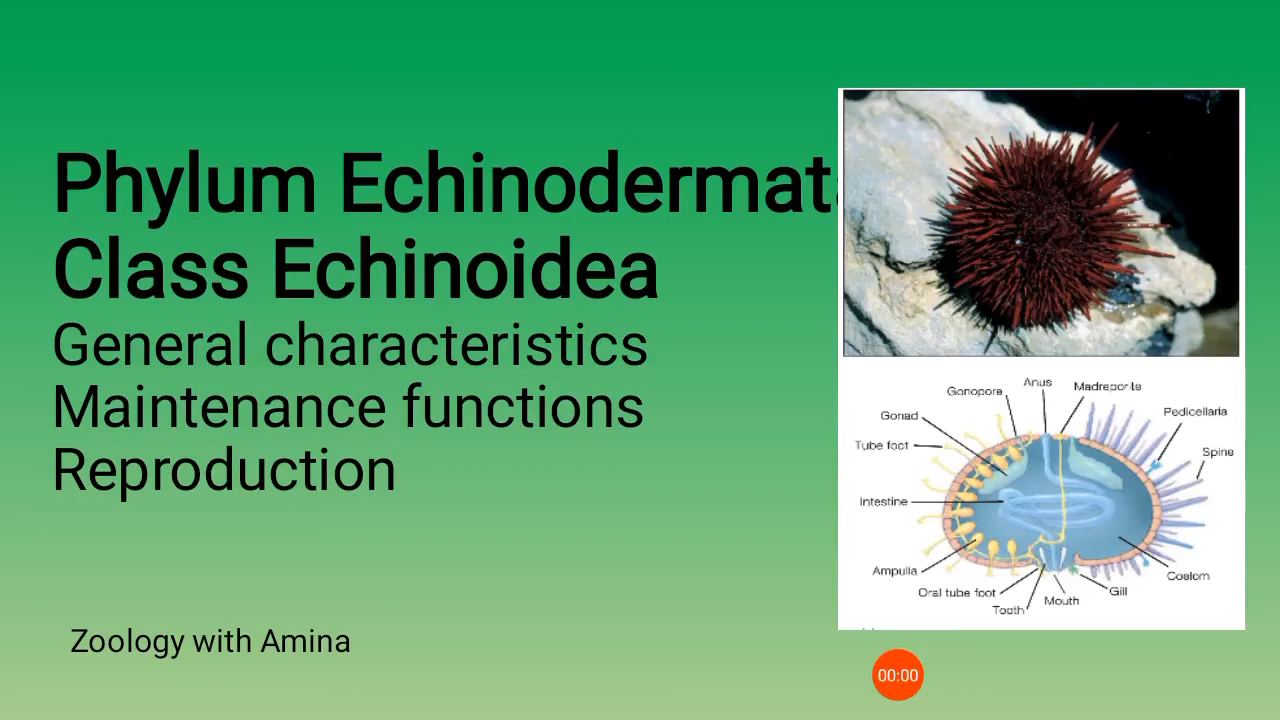 Phylum Echinodermata
Class Echinoidea
General characteristics
Maintenance functions
Reproduction
Zoology with Amina
Anus
Gonopore
Madreporite
Gonad
Pedicellaria
Tube foot
Spine
Intestine
Ampulla
Coelom
Oral tube foot
Gill
Mouth
Tooth
00:00